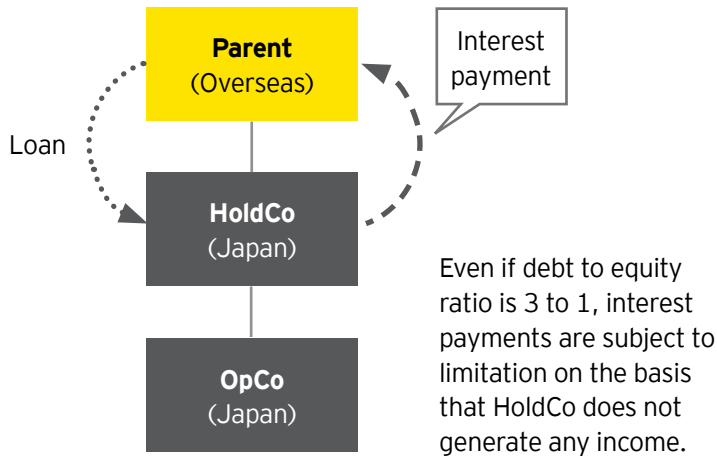 Parent
(Overseas)
Interest
payment
Loan
HoldCo
(Japan)
Even if debt to equity
ratio is 3 to 1, interest
payments are subject to
limitation on the basis
that HoldCo does not
generate any income.
OpCo
(Japan)